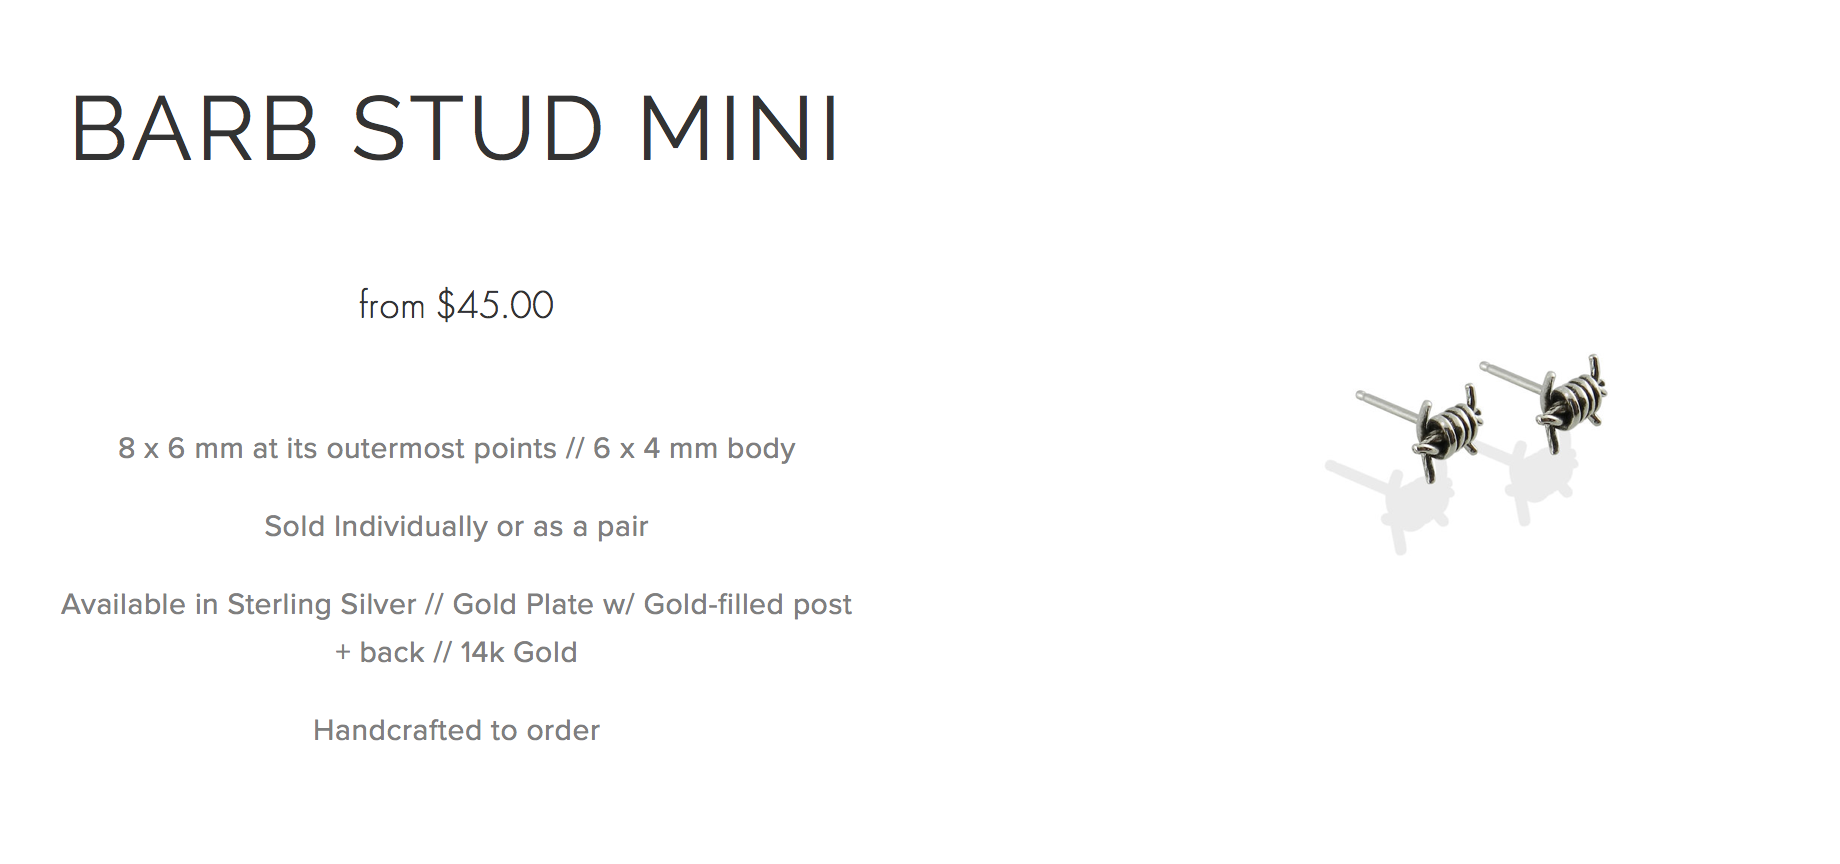 BARB STUD MINI
from $45.00
8 x 6 mm at its outermost points // 6 x 4 mm body
Sold Individually or as a pair
Available in Sterling Silver // Gold Plate w/ Gold-filled post
+ back // 14k Gold
Handcrafted to order